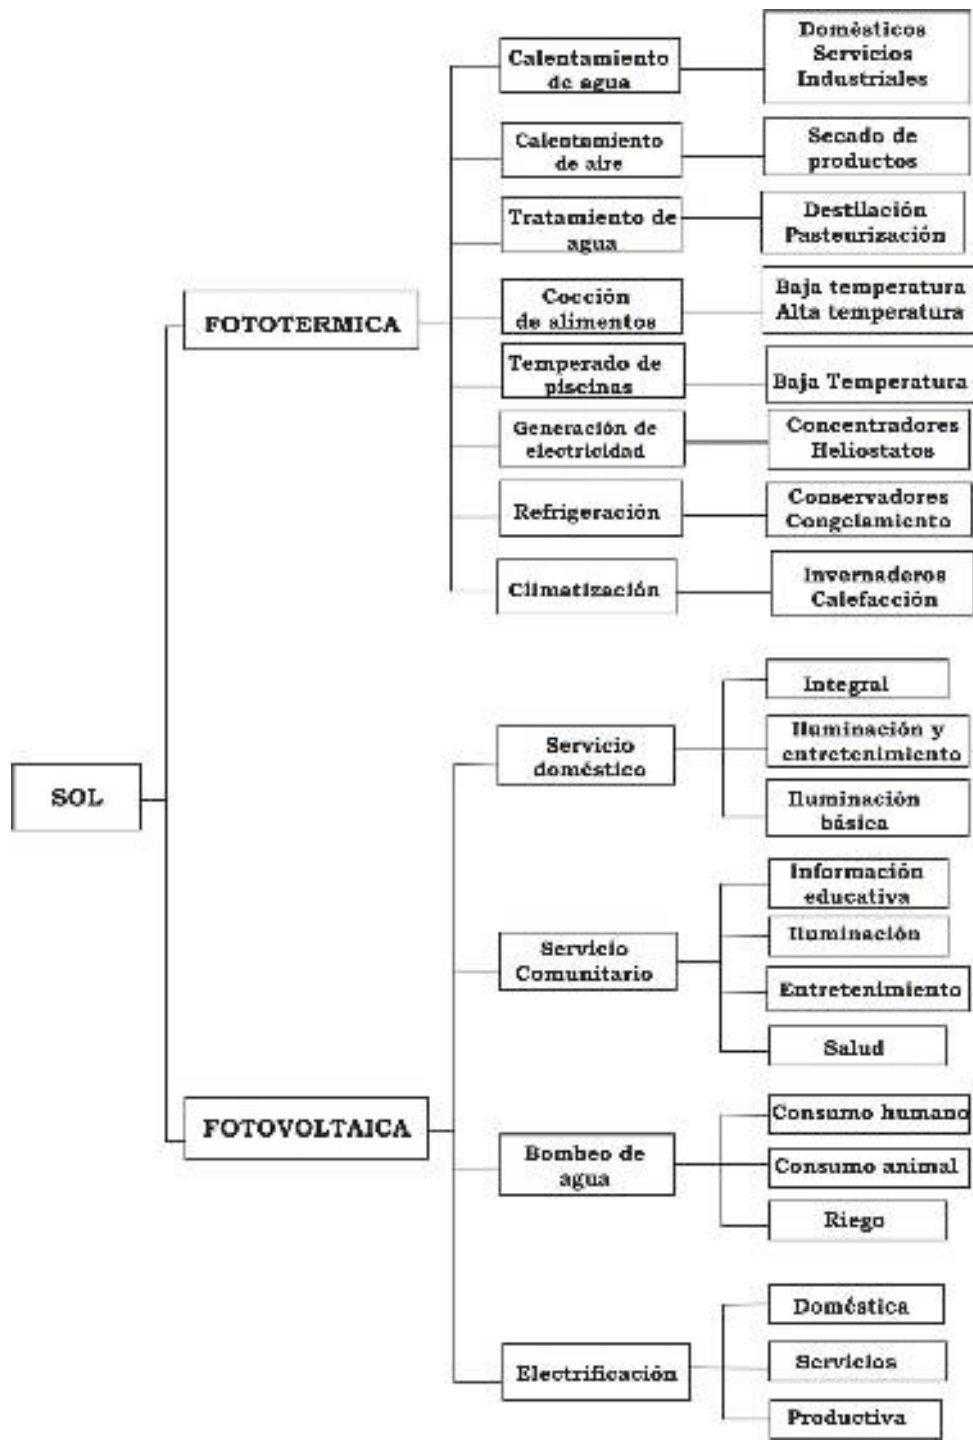 SOL
FOTOTERMICA
Calentamiento
de agua
Domésticos
Servicios
Industriales
Calentamiento
de aire
Secado de
productos
Tratamiento de
agua
Destilación
Pasteurización
Cocción
de alimentos
Baja temperatura
Alta temperatura
Temperado de
piscinas
Baja Temperatura
Generación de
electricidad
Concentradores
Heliostatos
Refrigeración
Conservadores
Congelamiento
Climatización
Invernaderos
Calefacción
FOTOVOLTAICA
Servicio
doméstico
Integral
Iluminación y
entretenimiento
Iluminación
básica
Servicio
Comunitario
Información
educativa
Iluminación
Entretenimiento
Salud
Bombeo de
agua
Consumo humano
Consumo animal
Riego
Electrificación
Doméstica
Servicios
Productiva